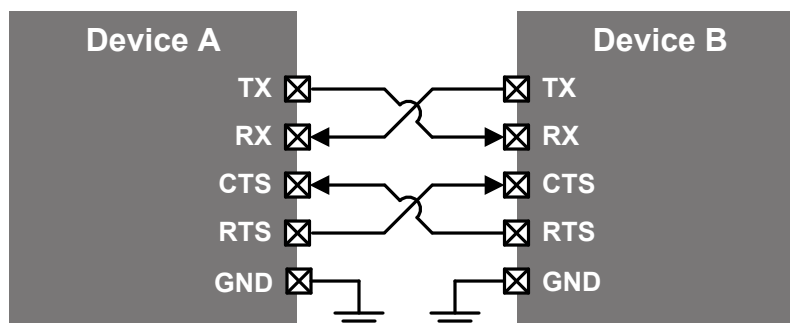 Device A
TX
RX
CTS
RTS
GND
Device B
TX
RX
CTS
RTS
GND